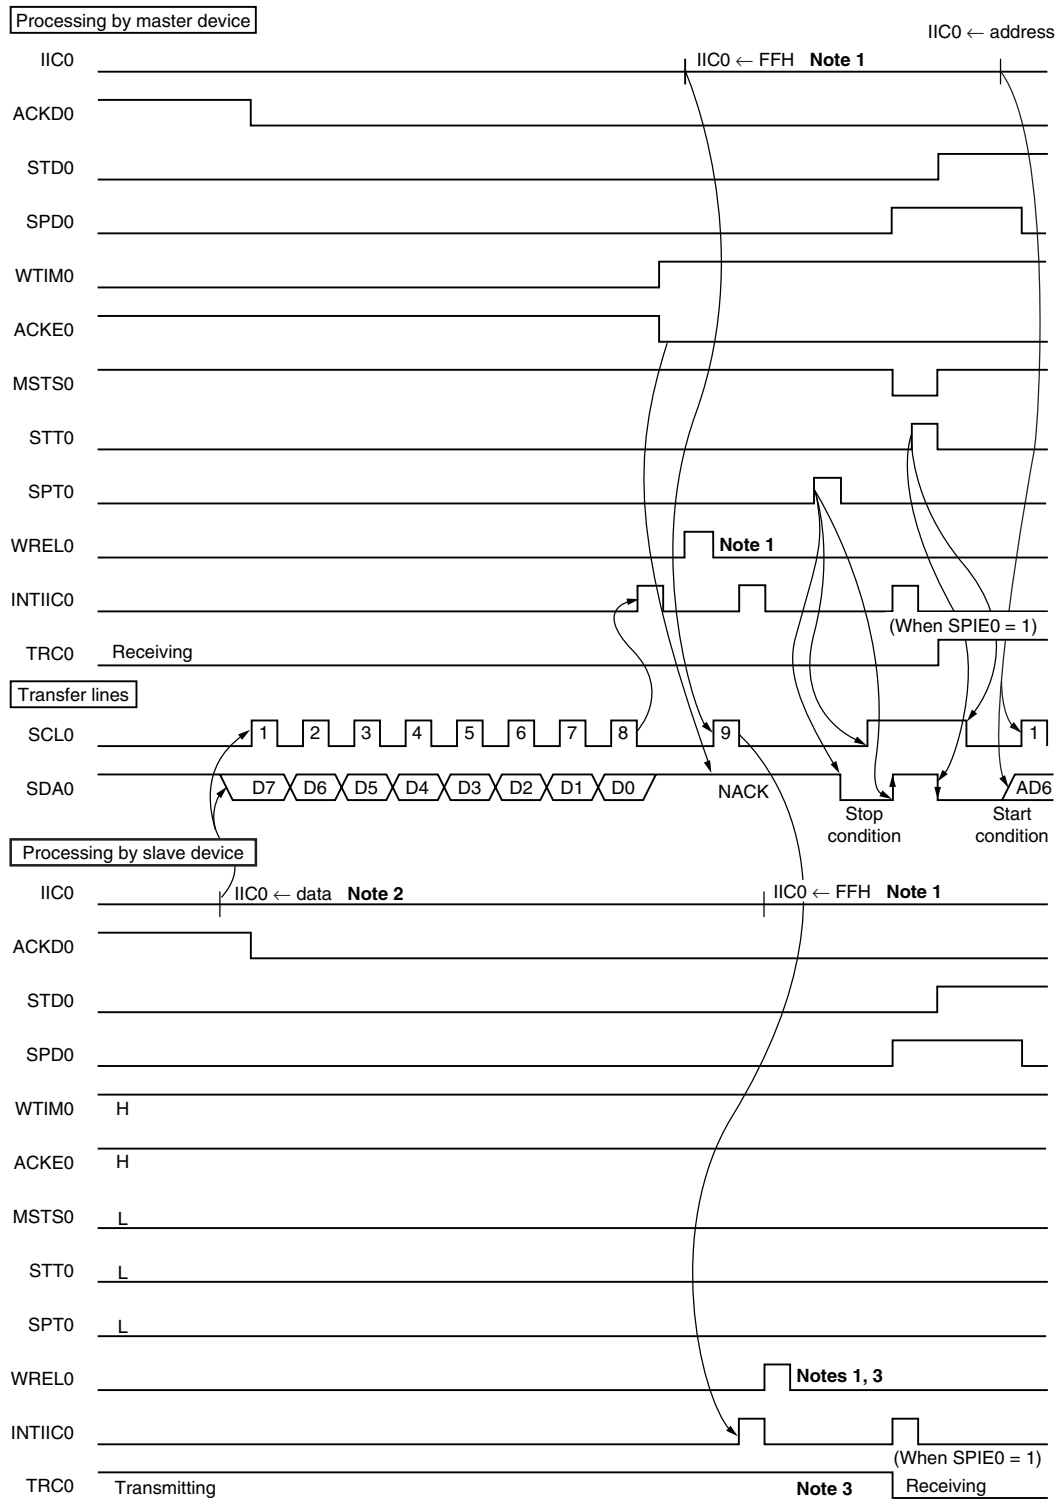 Processing by master device
IIC0 ← address
IIC0
IIC0 ← FFH Note 1
ACKD0
STD0
SPD0
WTIM0
ACKE0
MSTS0
STT0
SPT0
WREL0
Note 1
INTIIC0
(When SPIE0 = 1)
TRC0
Receiving
Transfer lines
SCL0
1 2 3 4 5 6 7 8 9 1
SDA0
D7 D6 D5 D4 D3 D2 D1 D0
NACK
AD6
Stop condition
Start condition
Processing by slave device
IIC0
IIC0 ← data Note 2
IIC0 ← FFH Note 1
ACKD0
STD0
SPD0
WTIM0
H
ACKE0
H
MSTS0
L
STT0
L
SPT0
L
WREL0
Notes 1, 3
INTIIC0
(When SPIE0 = 1)
TRC0
Transmitting
Note 3
Receiving